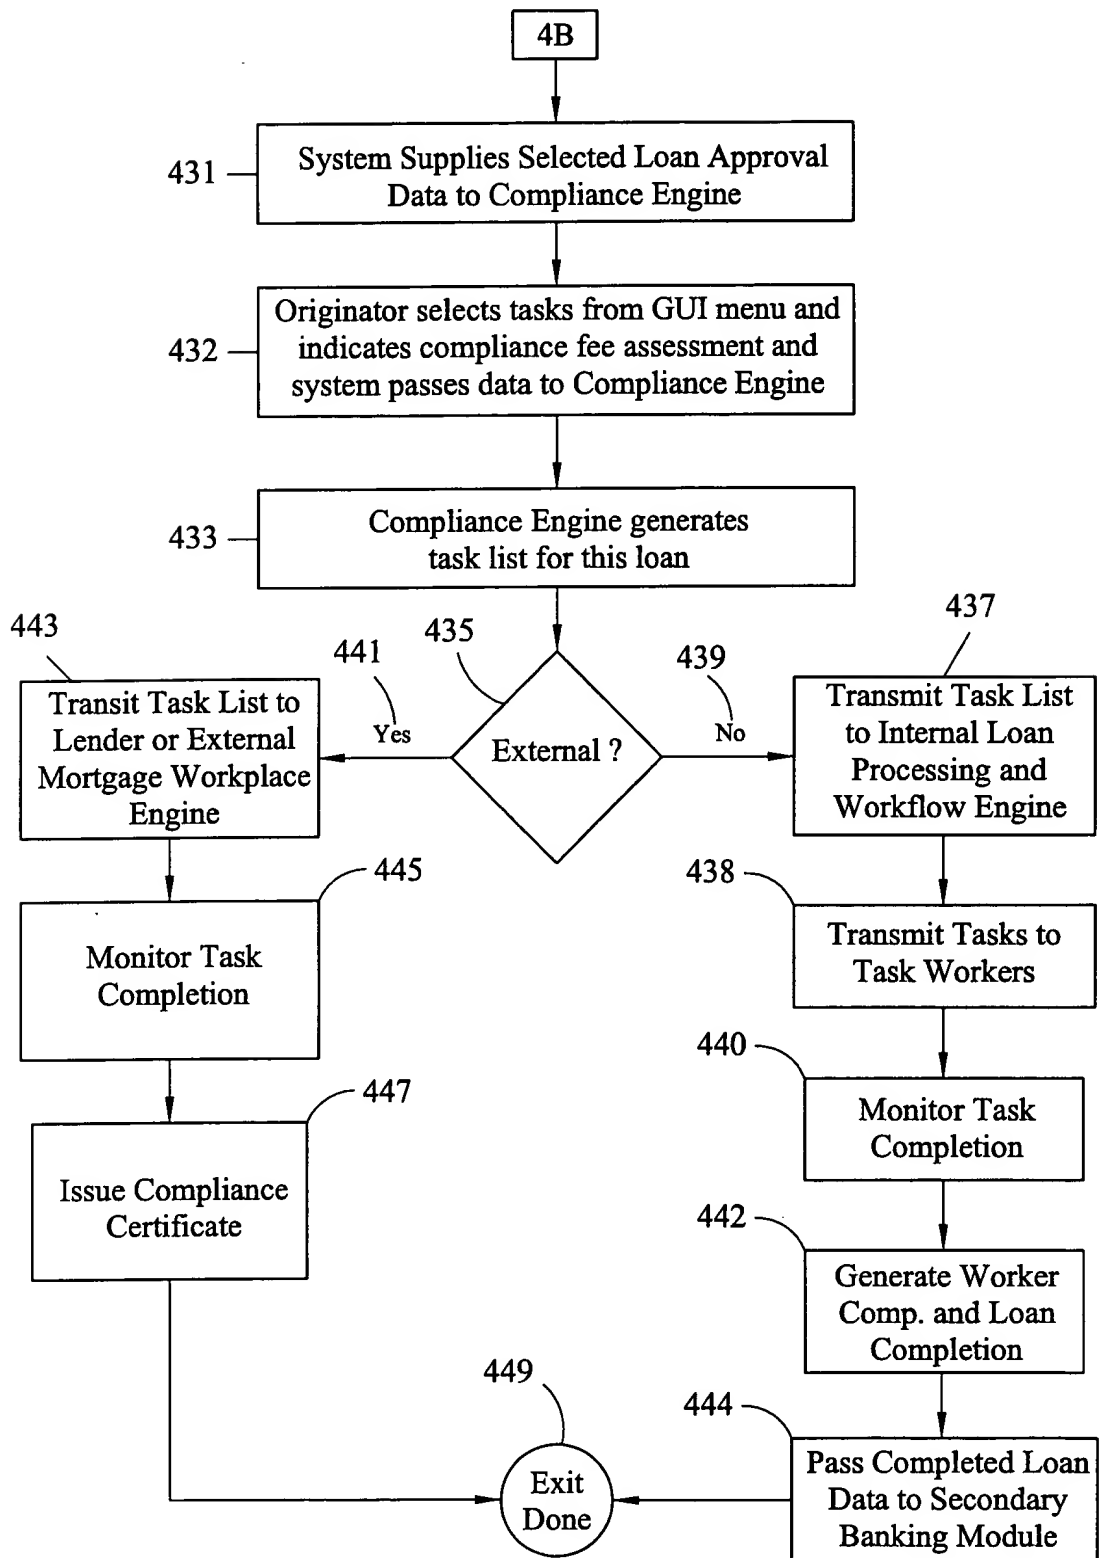 4B
431
System Supplies Selected Loan Approval
Data to Compliance Engine
432
Originator selects tasks from GUI menu and
indicates compliance fee assessment and
system passes data to Compliance Engine
433
Compliance Engine generates
task list for this loan
435
External ?
441
Yes
439
No
443
Transit Task List to
Lender or External
Mortgage Workplace
Engine
445
Monitor Task
Completion
447
Issue Compliance
Certificate
437
Transmit Task List
to Internal Loan
Processing and
Workflow Engine
438
Transmit Tasks to
Task Workers
440
Monitor Task
Completion
442
Generate Worker
Comp. and Loan
Completion
444
Pass Completed Loan
Data to Secondary
Banking Module
449
Exit
Done